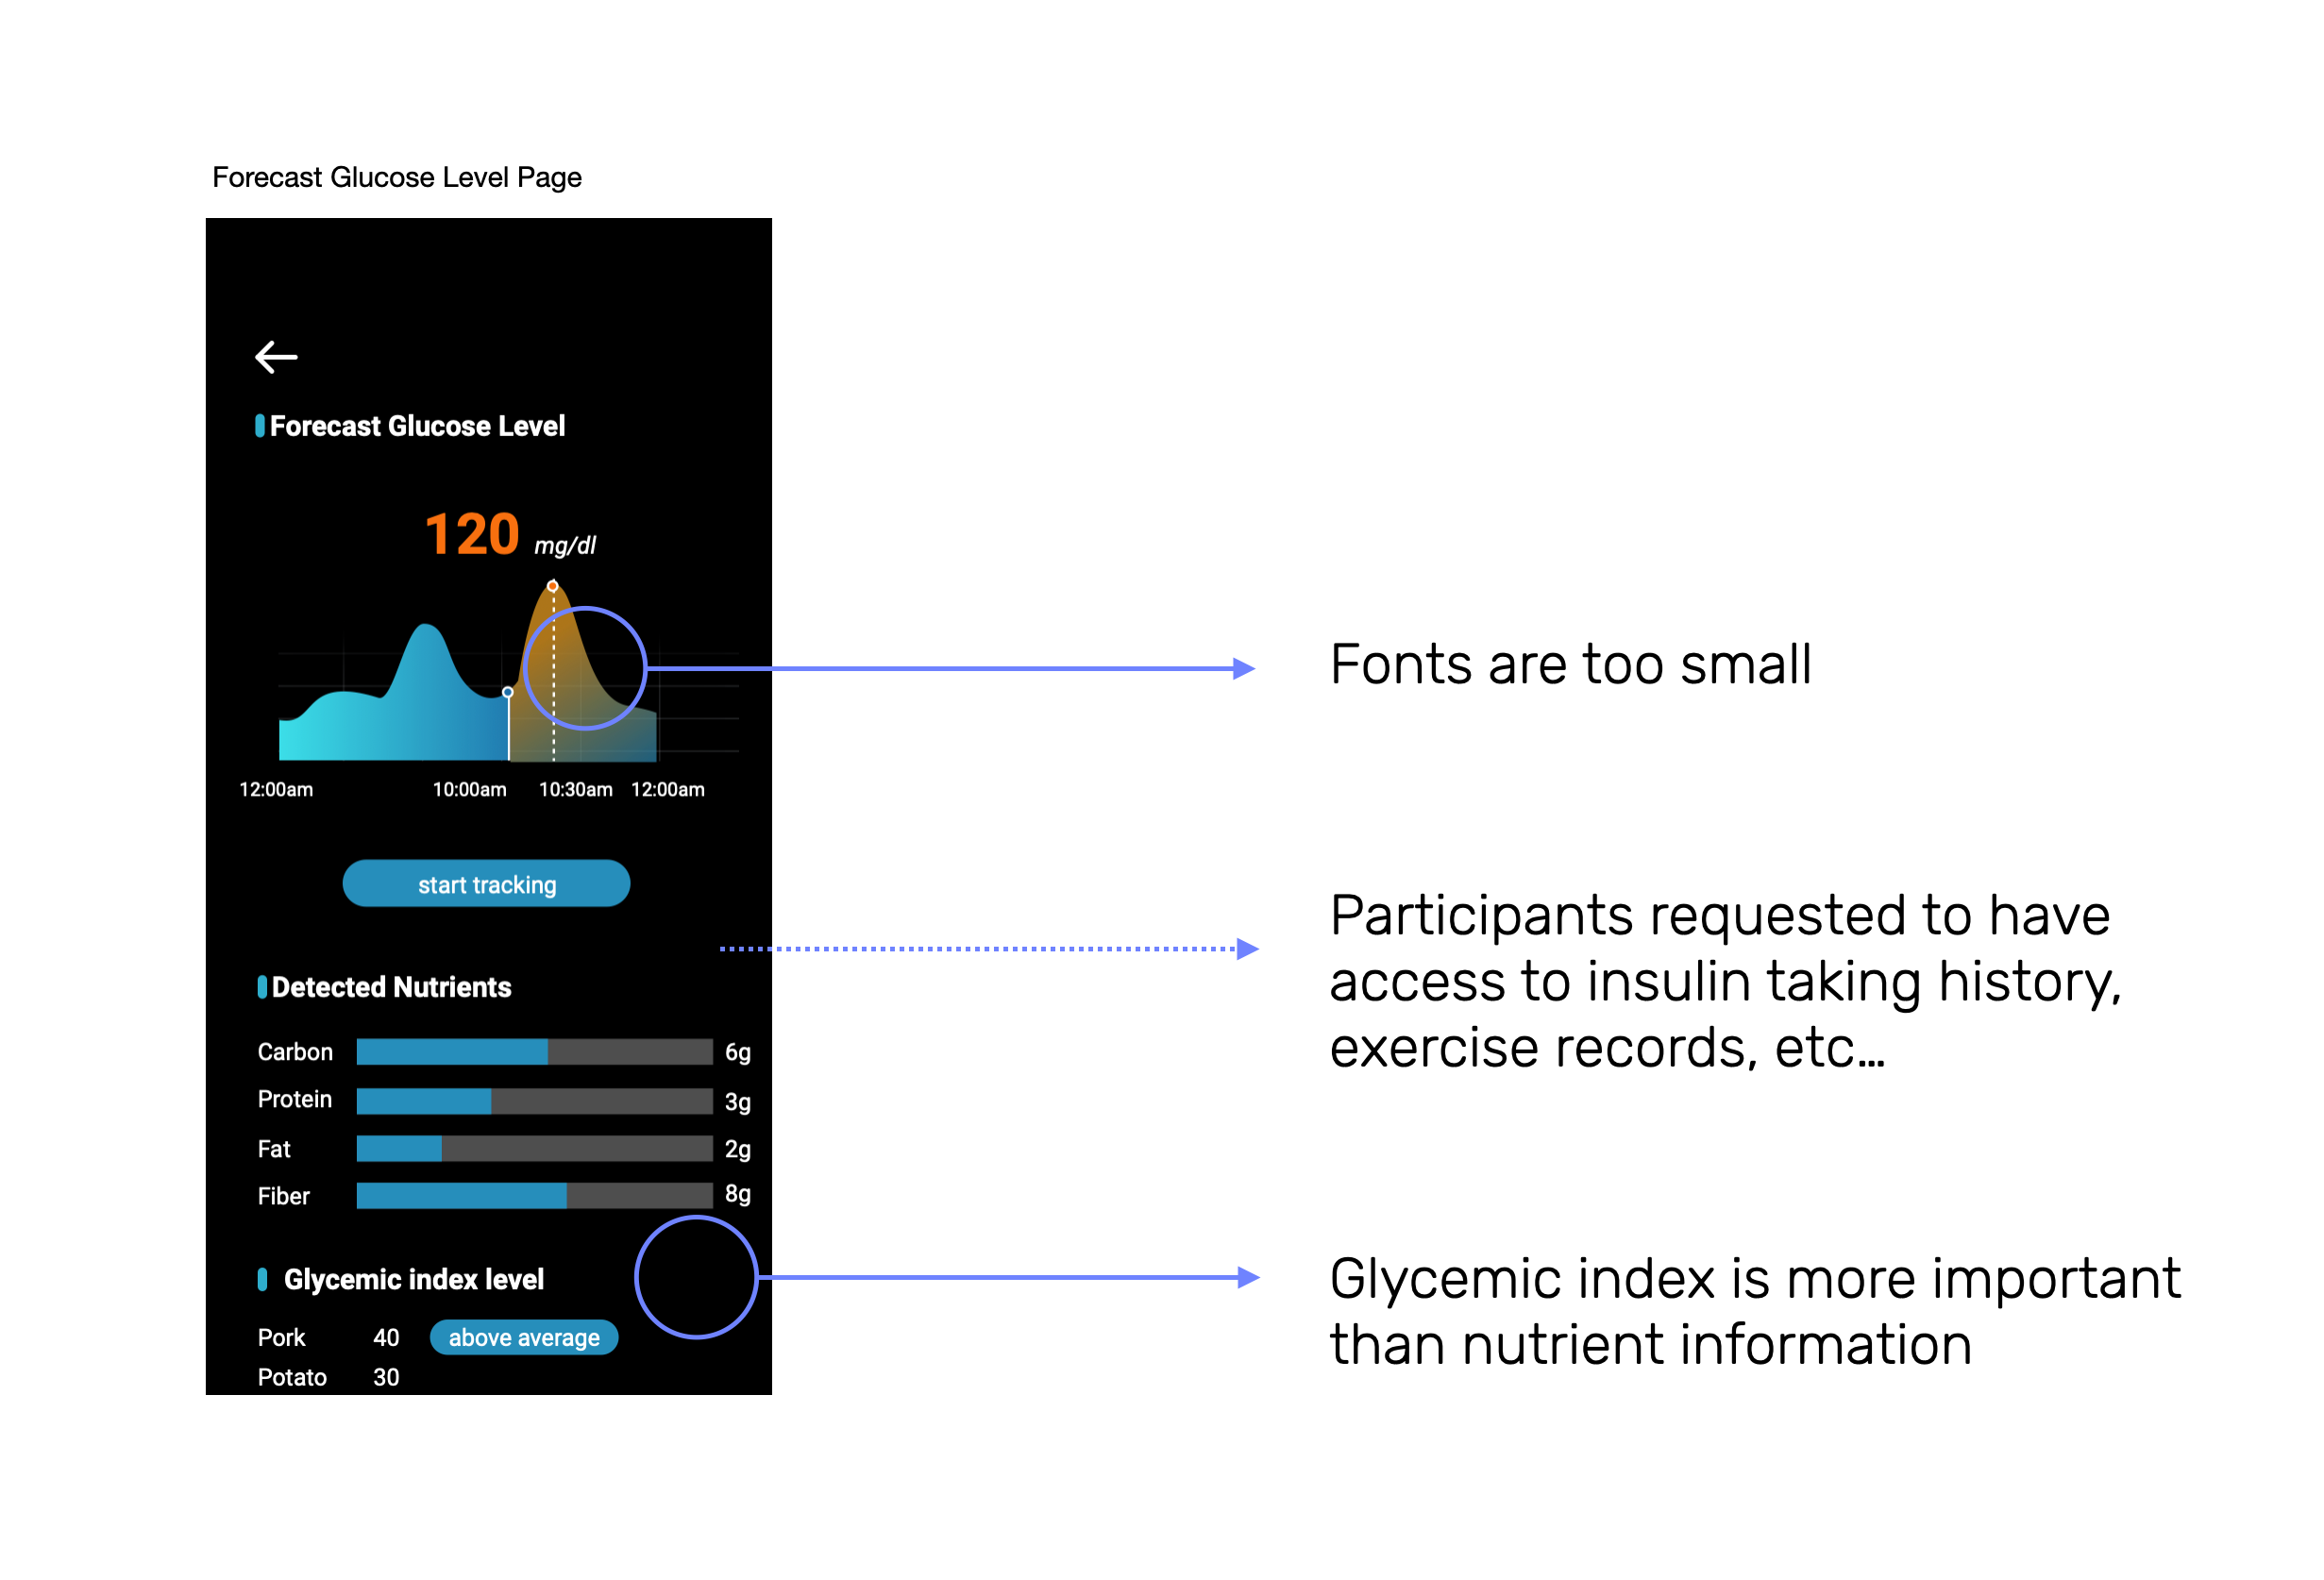 Forecast Glucose Level Page
Forecast Glucose Level
120 mg/dl
12:00am 10:00am 10:30am 12:00am
start tracking
Detected Nutrients
Carbon 6g
Protein 3g
Fat 2g
Fiber 8g
Glycemic index level
Pork 40 above average
Potato 30
Fonts are too small
Participants requested to have
access to insulin taking history,
exercise records, etc...
Glycemic index is more important
than nutrient information